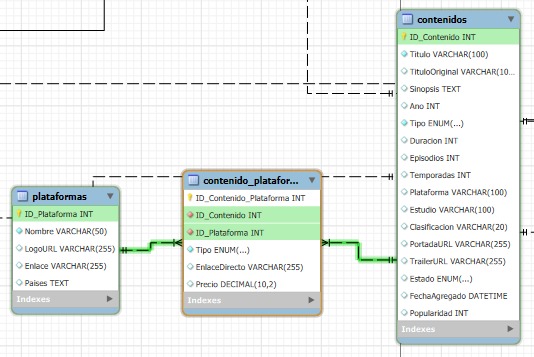 contenidos
ID_Contenido INT
Titulo VARCHAR(100)
TituloOriginal VARCHAR(10...
Sinopsis TEXT
Ano INT
Tipo ENUM(...)
Duracion INT
Episodios INT
Temporadas INT
Plataforma VARCHAR(100)
Estudio VARCHAR(100)
Clasificacion VARCHAR(20)
PortadaURL VARCHAR(255)
TrailerURL VARCHAR(255)
Estado ENUM(...)
FechaAgregado DATETIME
Popularidad INT
contenido_platafor...
ID_Contenido_Plataforma INT
ID_Contenido INT
ID_Plataforma INT
Tipo ENUM(...)
EnlaceDirecto VARCHAR(255)
Precio DECIMAL(10,2)
Indexes
plataformas
ID_Plataforma INT
Nombre VARCHAR(50)
LogoURL VARCHAR(255)
Enlace VARCHAR(255)
Paises TEXT
Indexes
Indexes